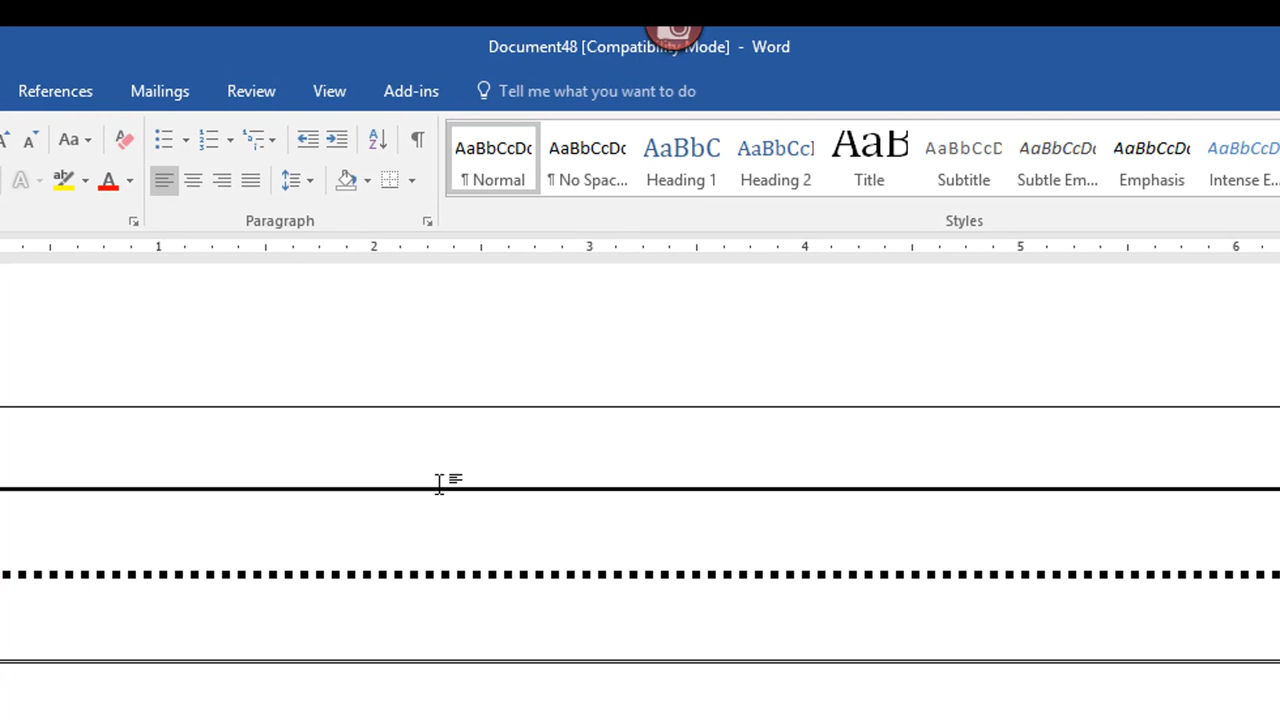 Document48 [Compatibility Mode] - Word
References Mailings Review View Add-ins Tell me what you want to do
Aa
AaBbCcDc AaBbCcDc AaBbC AaBbCc AaB AaBbCcD AaBbCcDc AaBbCcDc AaBbCcD
¶ Normal ¶ No Spac... Heading 1 Heading 2 Title Subtitle Subtle Em... Emphasis Intense E...
Paragraph Styles
1 2 3 4 5 6